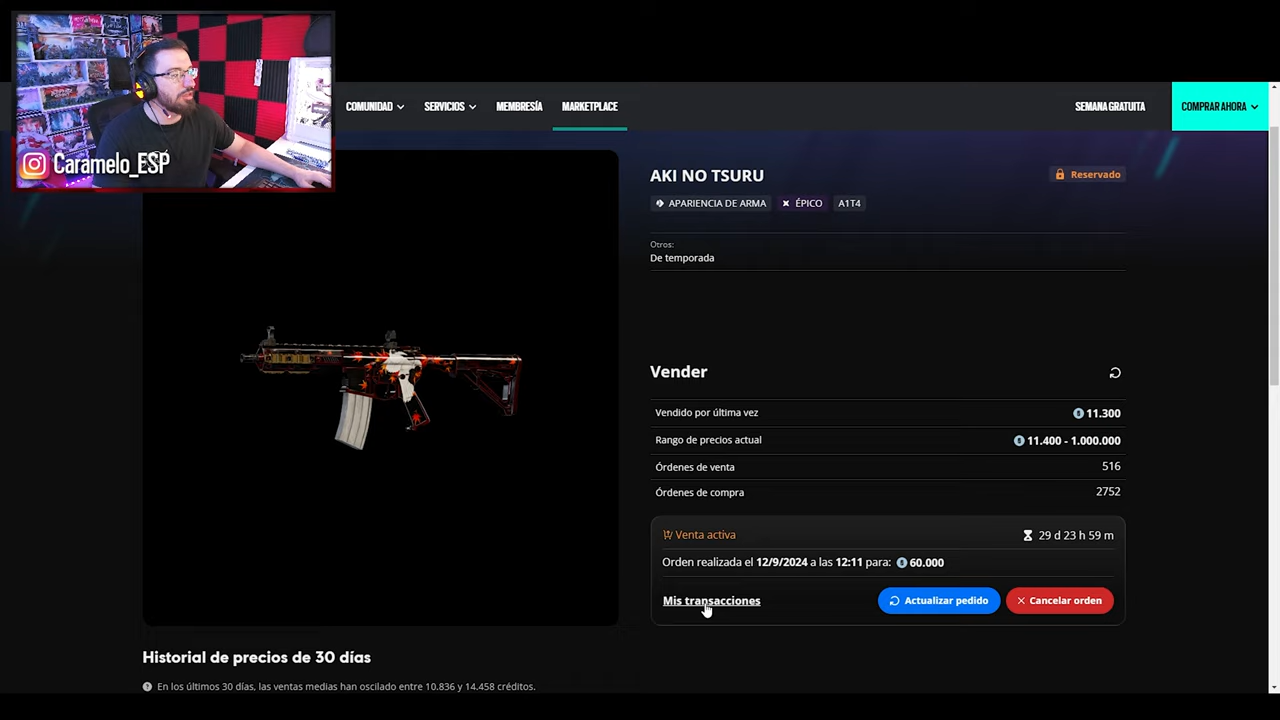 Caramelo_ESP
COMUNIDAD
SERVICIOS
MEMBRESÍA
MARKETPLACE
SEMANA GRATUITA
COMPRAR AHORA
AKI NO TSURU
Reservado
APARIENCIA DE ARMA
ÉPICO
A1T4
Otros:
De temporada
Vender
Vendido por última vez 11.300
Rango de precios actual 11.400 - 1.000.000
Órdenes de venta 516
Órdenes de compra 2752
Venta activa 29 d 23 h 59 m
Orden realizada el 12/9/2024 a las 12:11 para: 60.000
Mis transacciones
Actualizar pedido
Cancelar orden
Historial de precios de 30 días
En los últimos 30 días, las ventas medias han oscilado entre 10.836 y 14.458 créditos.